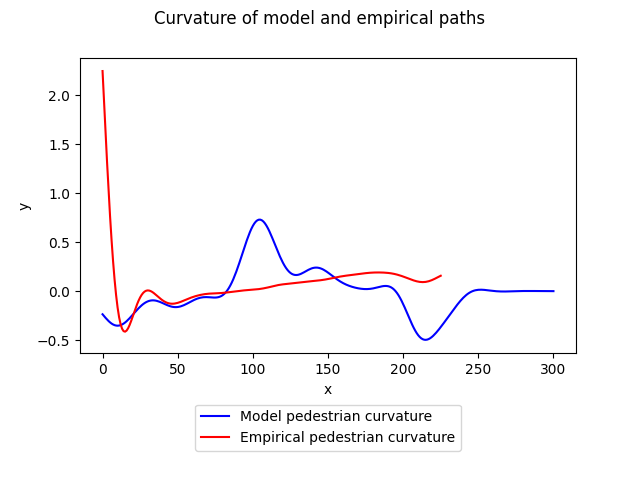 Curvature of model and empirical paths
2.0
1.5
1.0
0.5
0.0
−0.5
y
0 50 100 150 200 250 300
x
Model pedestrian curvature
Empirical pedestrian curvature